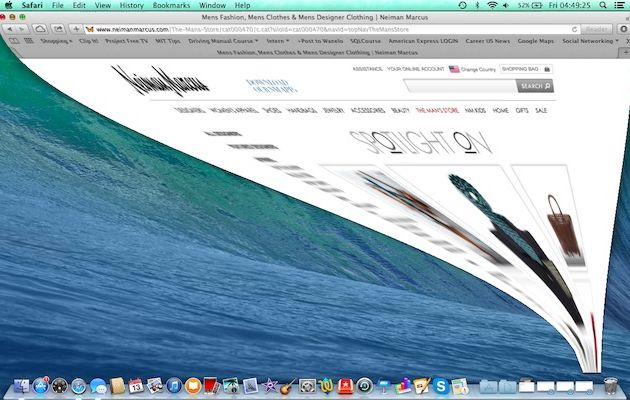 Safari File Edit View History Bookmarks Window Help 52% Fri 04:49:25
Mens Fashion, Mens Clothes & Mens Designer Clothing | Neiman Marcus
www.neimanmarcus.com/The-Mans-Store/cat000470/c.cat?siloId=cat000470&navid=topNavTheMansStore Reader
Shopping Clip It! Project Free TV MIT Tips Driving Manual Course Intern +Post to Wanelo SQLCourse American Express LOGIN Career US News Google Maps Social Networking
Mens Fashion, Mens Clothes & Mens Designer Clothing | Neiman Marcus
ASSISTANCE YOUR ONLINE ACCOUNT Change Country SHOPPING BAG
Neiman Marcus
DOWNLOAD
OUR NM APPS
SEARCH
DESIGNERS WOMEN'S APPAREL SHOES HANDBAGS JEWELRY ACCESSORIES BEAUTY THE MAN'S STORE NM KIDS HOME GIFTS SALE
SPOTLIGHT ON